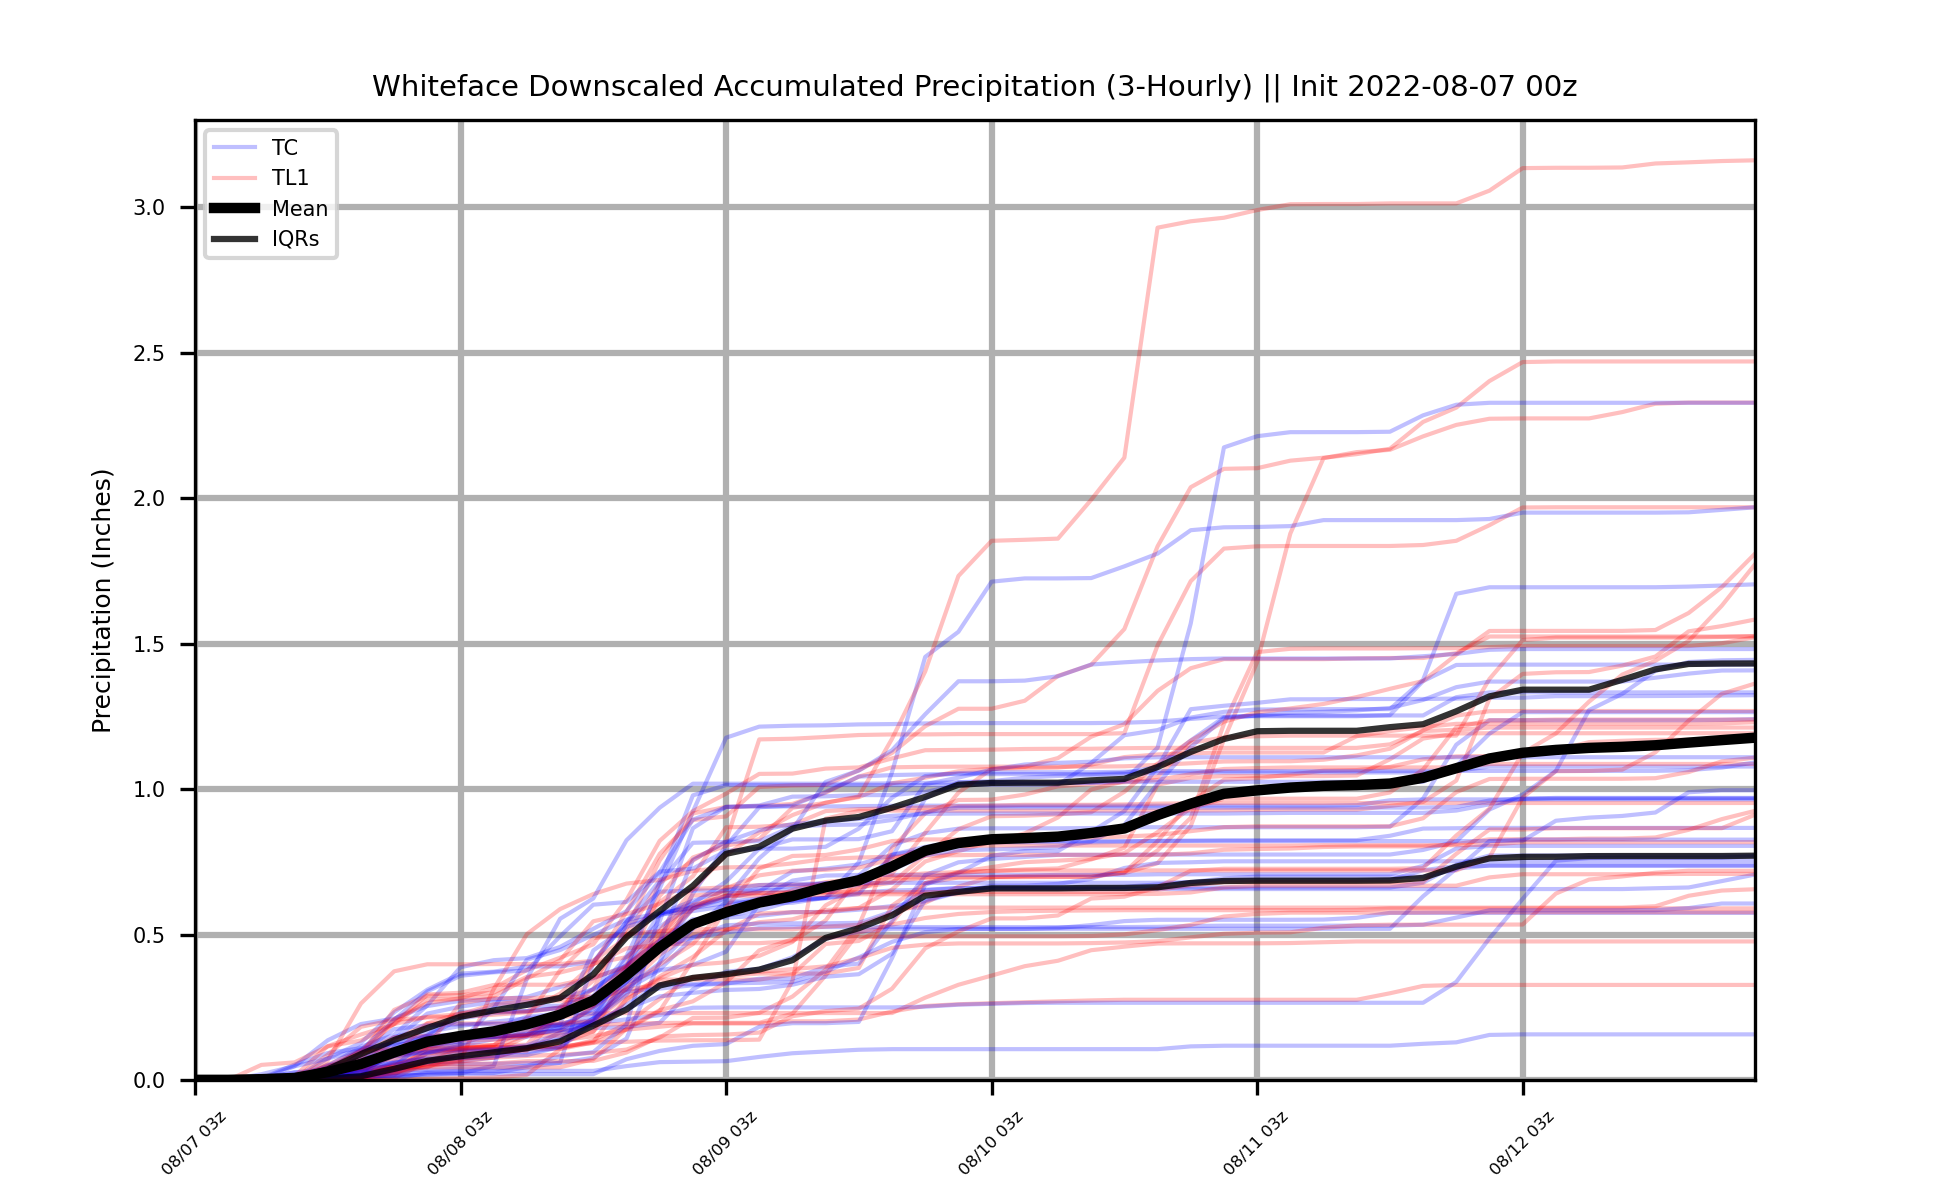 Whiteface Downscaled Accumulated Precipitation (3-Hourly) || Init 2022-08-07 00z
TC
TL1
Mean
IQRs
Precipitation (Inches)
3.0
2.5
2.0
1.5
1.0
0.5
0.0
08/07 03z
08/08 03z
08/09 03z
08/10 03z
08/11 03z
08/12 03z